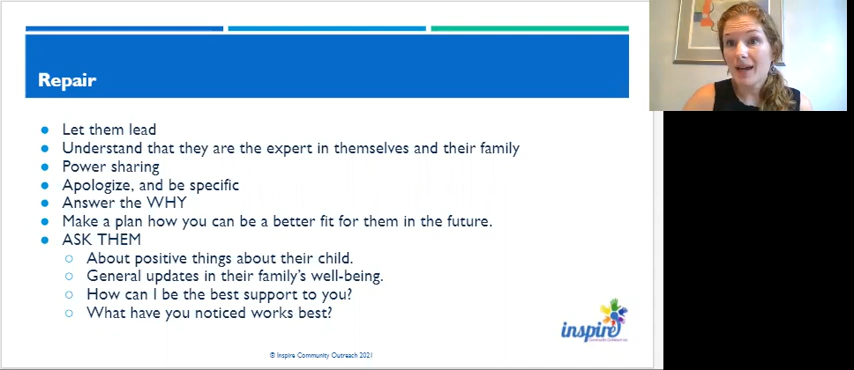 Repair
Let them lead
Understand that they are the expert in themselves and their family
Power sharing
Apologize, and be specific
Answer the WHY
Make a plan how you can be a better fit for them in the future.
ASK THEM
About positive things about their child.
General updates in their family's well-being.
How can I be the best support to you?
What have you noticed works best?
inspire
© Inspire Community Outreach 2021